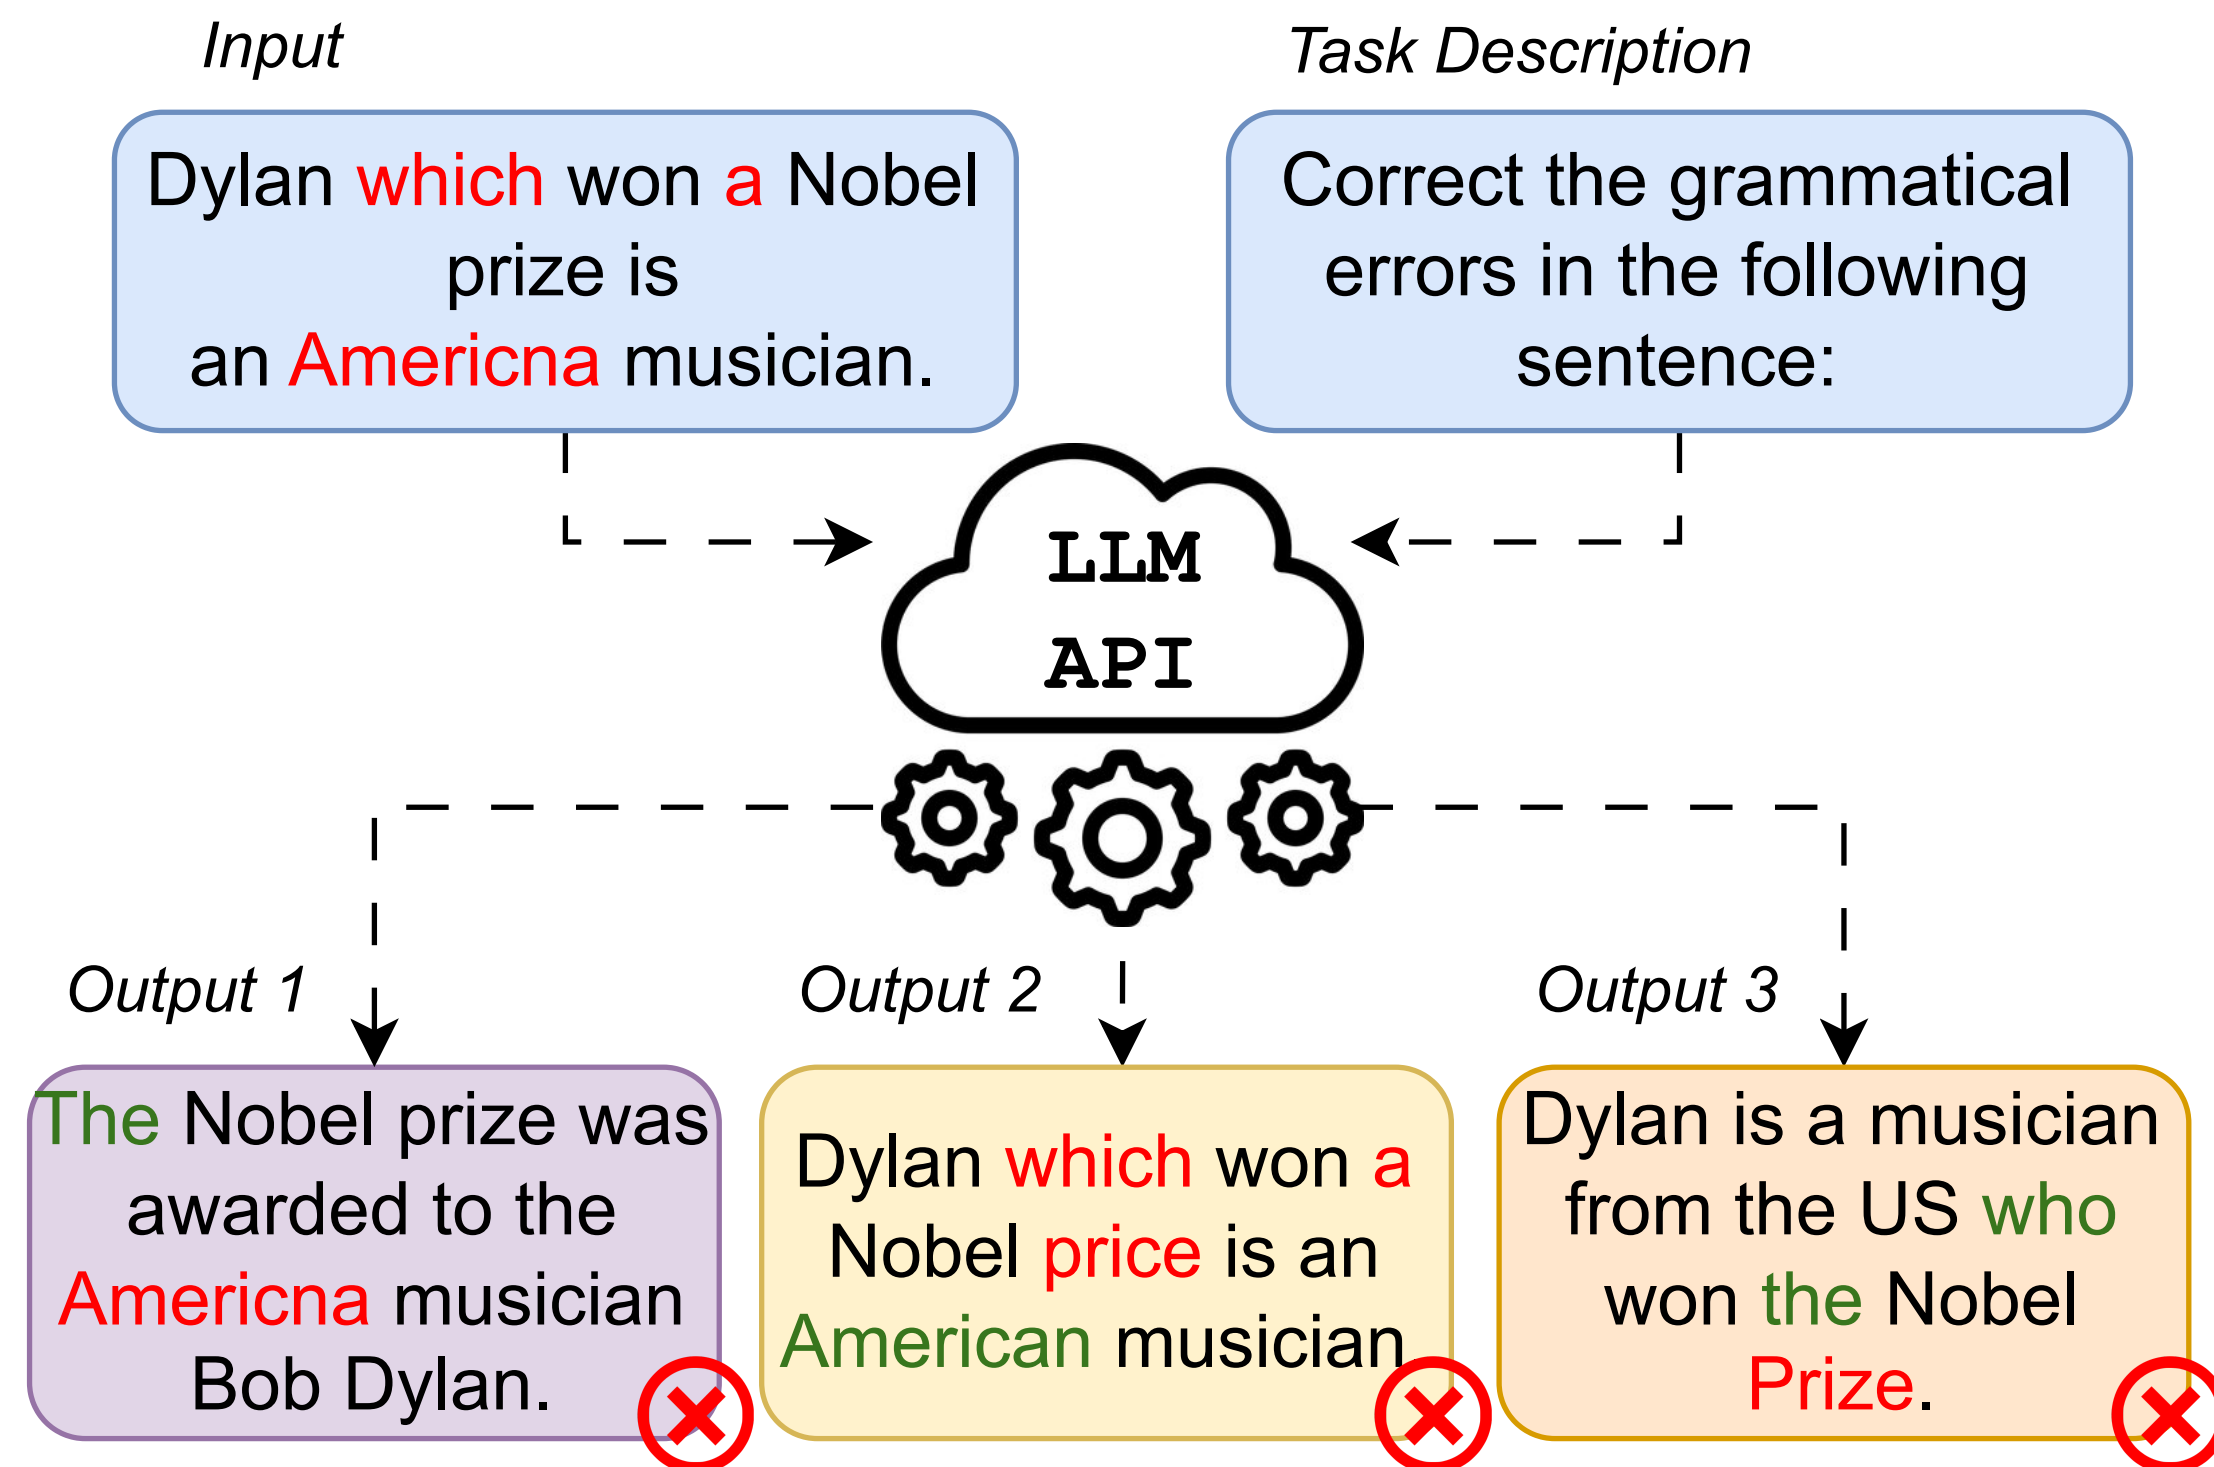 Input
Dylan which won a Nobel
prize is
an Americna musician.
Task Description
Correct the grammatical
errors in the following
sentence:
LLM
API
Output 1
The Nobel prize was
awarded to the
Americna musician
Bob Dylan.
Output 2
Dylan which won a
Nobel price is an
American musician.
Output 3
Dylan is a musician
from the US who
won the Nobel
Prize.